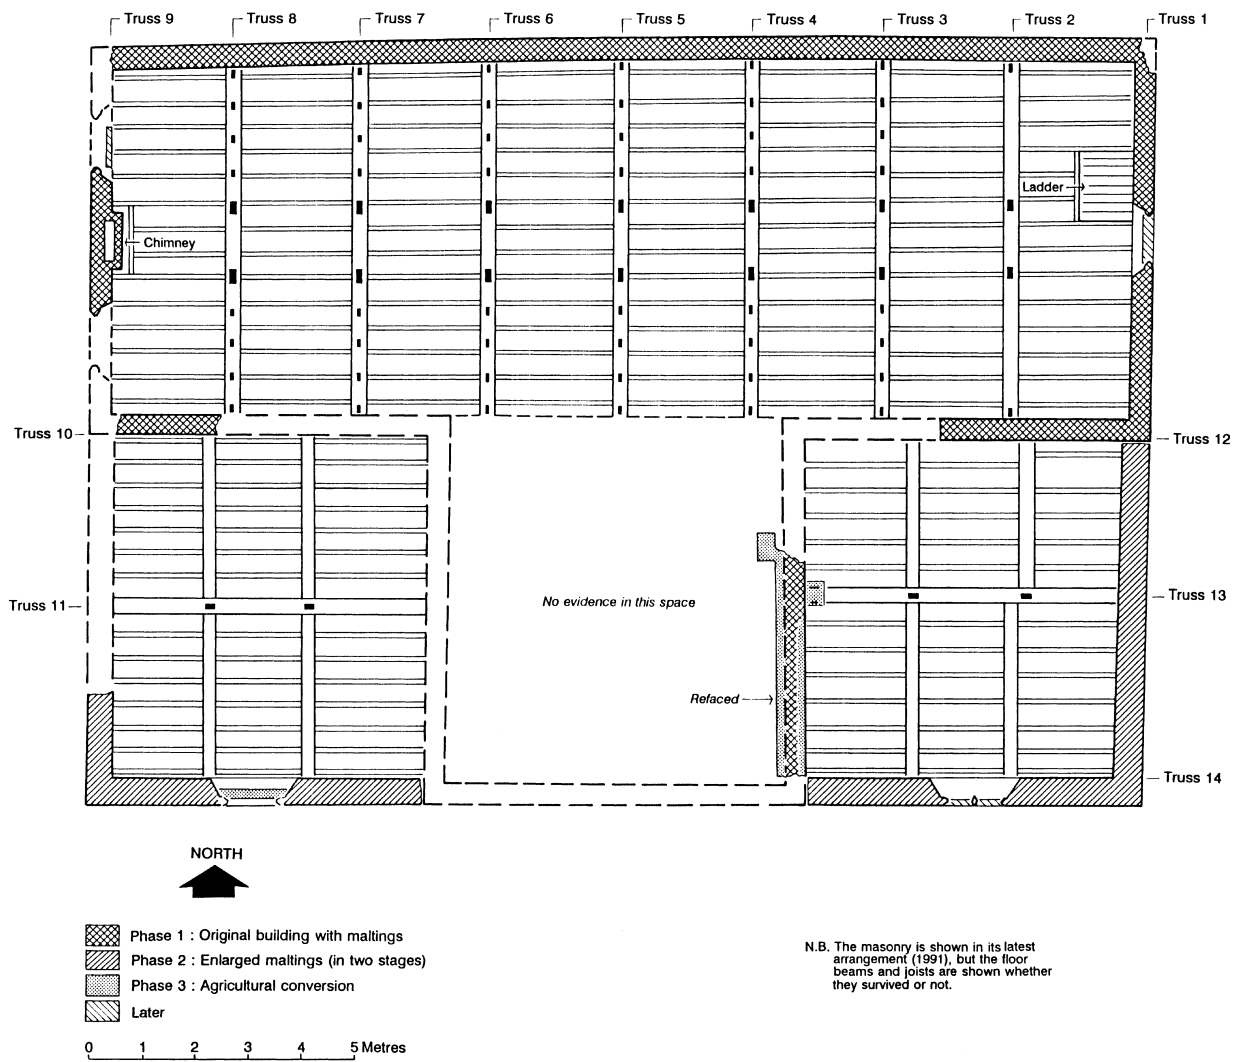 Truss 9
Truss 8
Truss 7
Truss 6
Truss 5
Truss 4
Truss 3
Truss 2
Truss 1
Ladder
Chimney
Truss 10
Truss 12
Truss 11
No evidence in this space
Truss 13
Refaced
Truss 14
NORTH
Phase 1 : Original building with maltings
Phase 2 : Enlarged maltings (in two stages)
Phase 3 : Agricultural conversion
Later
N.B. The masonry is shown in its latest
arrangement (1991), but the floor
beams and joists are shown whether
they survived or not.
0 1 2 3 4 5 Metres